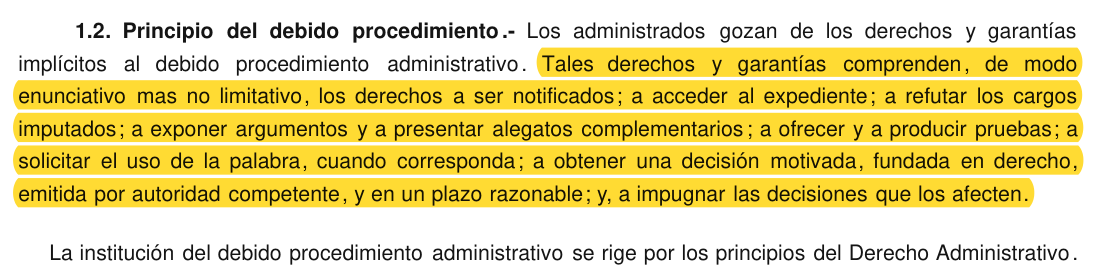 1.2. Principio del debido procedimiento.- Los administrados gozan de los derechos y garantías
implícitos al debido procedimiento administrativo. Tales derechos y garantías comprenden, de modo
enunciativo mas no limitativo, los derechos a ser notificados; a acceder al expediente; a refutar los cargos
imputados; a exponer argumentos y a presentar alegatos complementarios; a ofrecer y a producir pruebas; a
solicitar el uso de la palabra, cuando corresponda; a obtener una decisión motivada, fundada en derecho,
emitida por autoridad competente, y en un plazo razonable; y, a impugnar las decisiones que los afecten.
La institución del debido procedimiento administrativo se rige por los principios del Derecho Administrativo.